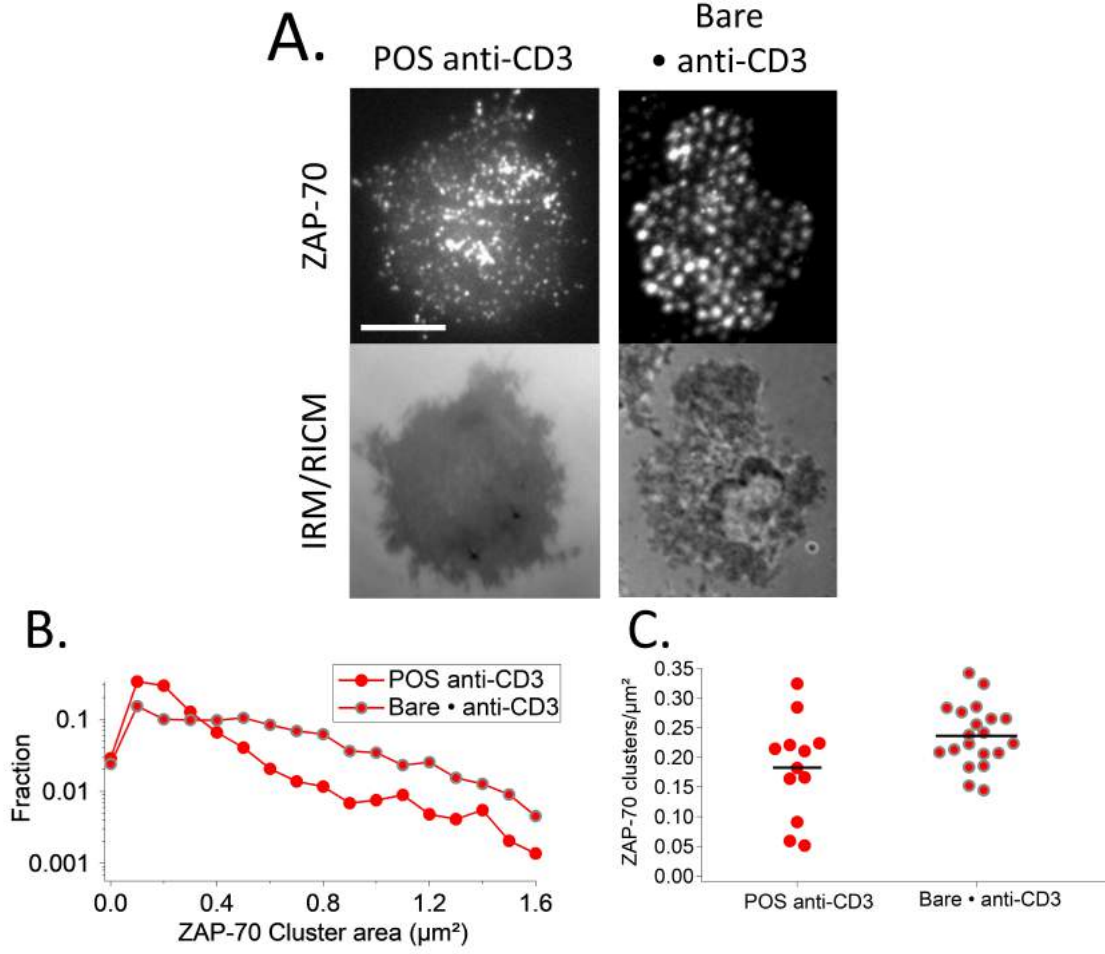 A.
POS anti-CD3
Bare
• anti-CD3
ZAP-70
IRM/RICM
B.
POS anti-CD3
Bare • anti-CD3
Fraction
0.1
0.01
0.001
0.0
0.4
0.8
1.2
1.6
ZAP-70 Cluster area (µm²)
C.
ZAP-70 clusters/µm²
0.35
0.30
0.25
0.20
0.15
0.10
0.05
0.00
POS anti-CD3
Bare • anti-CD3